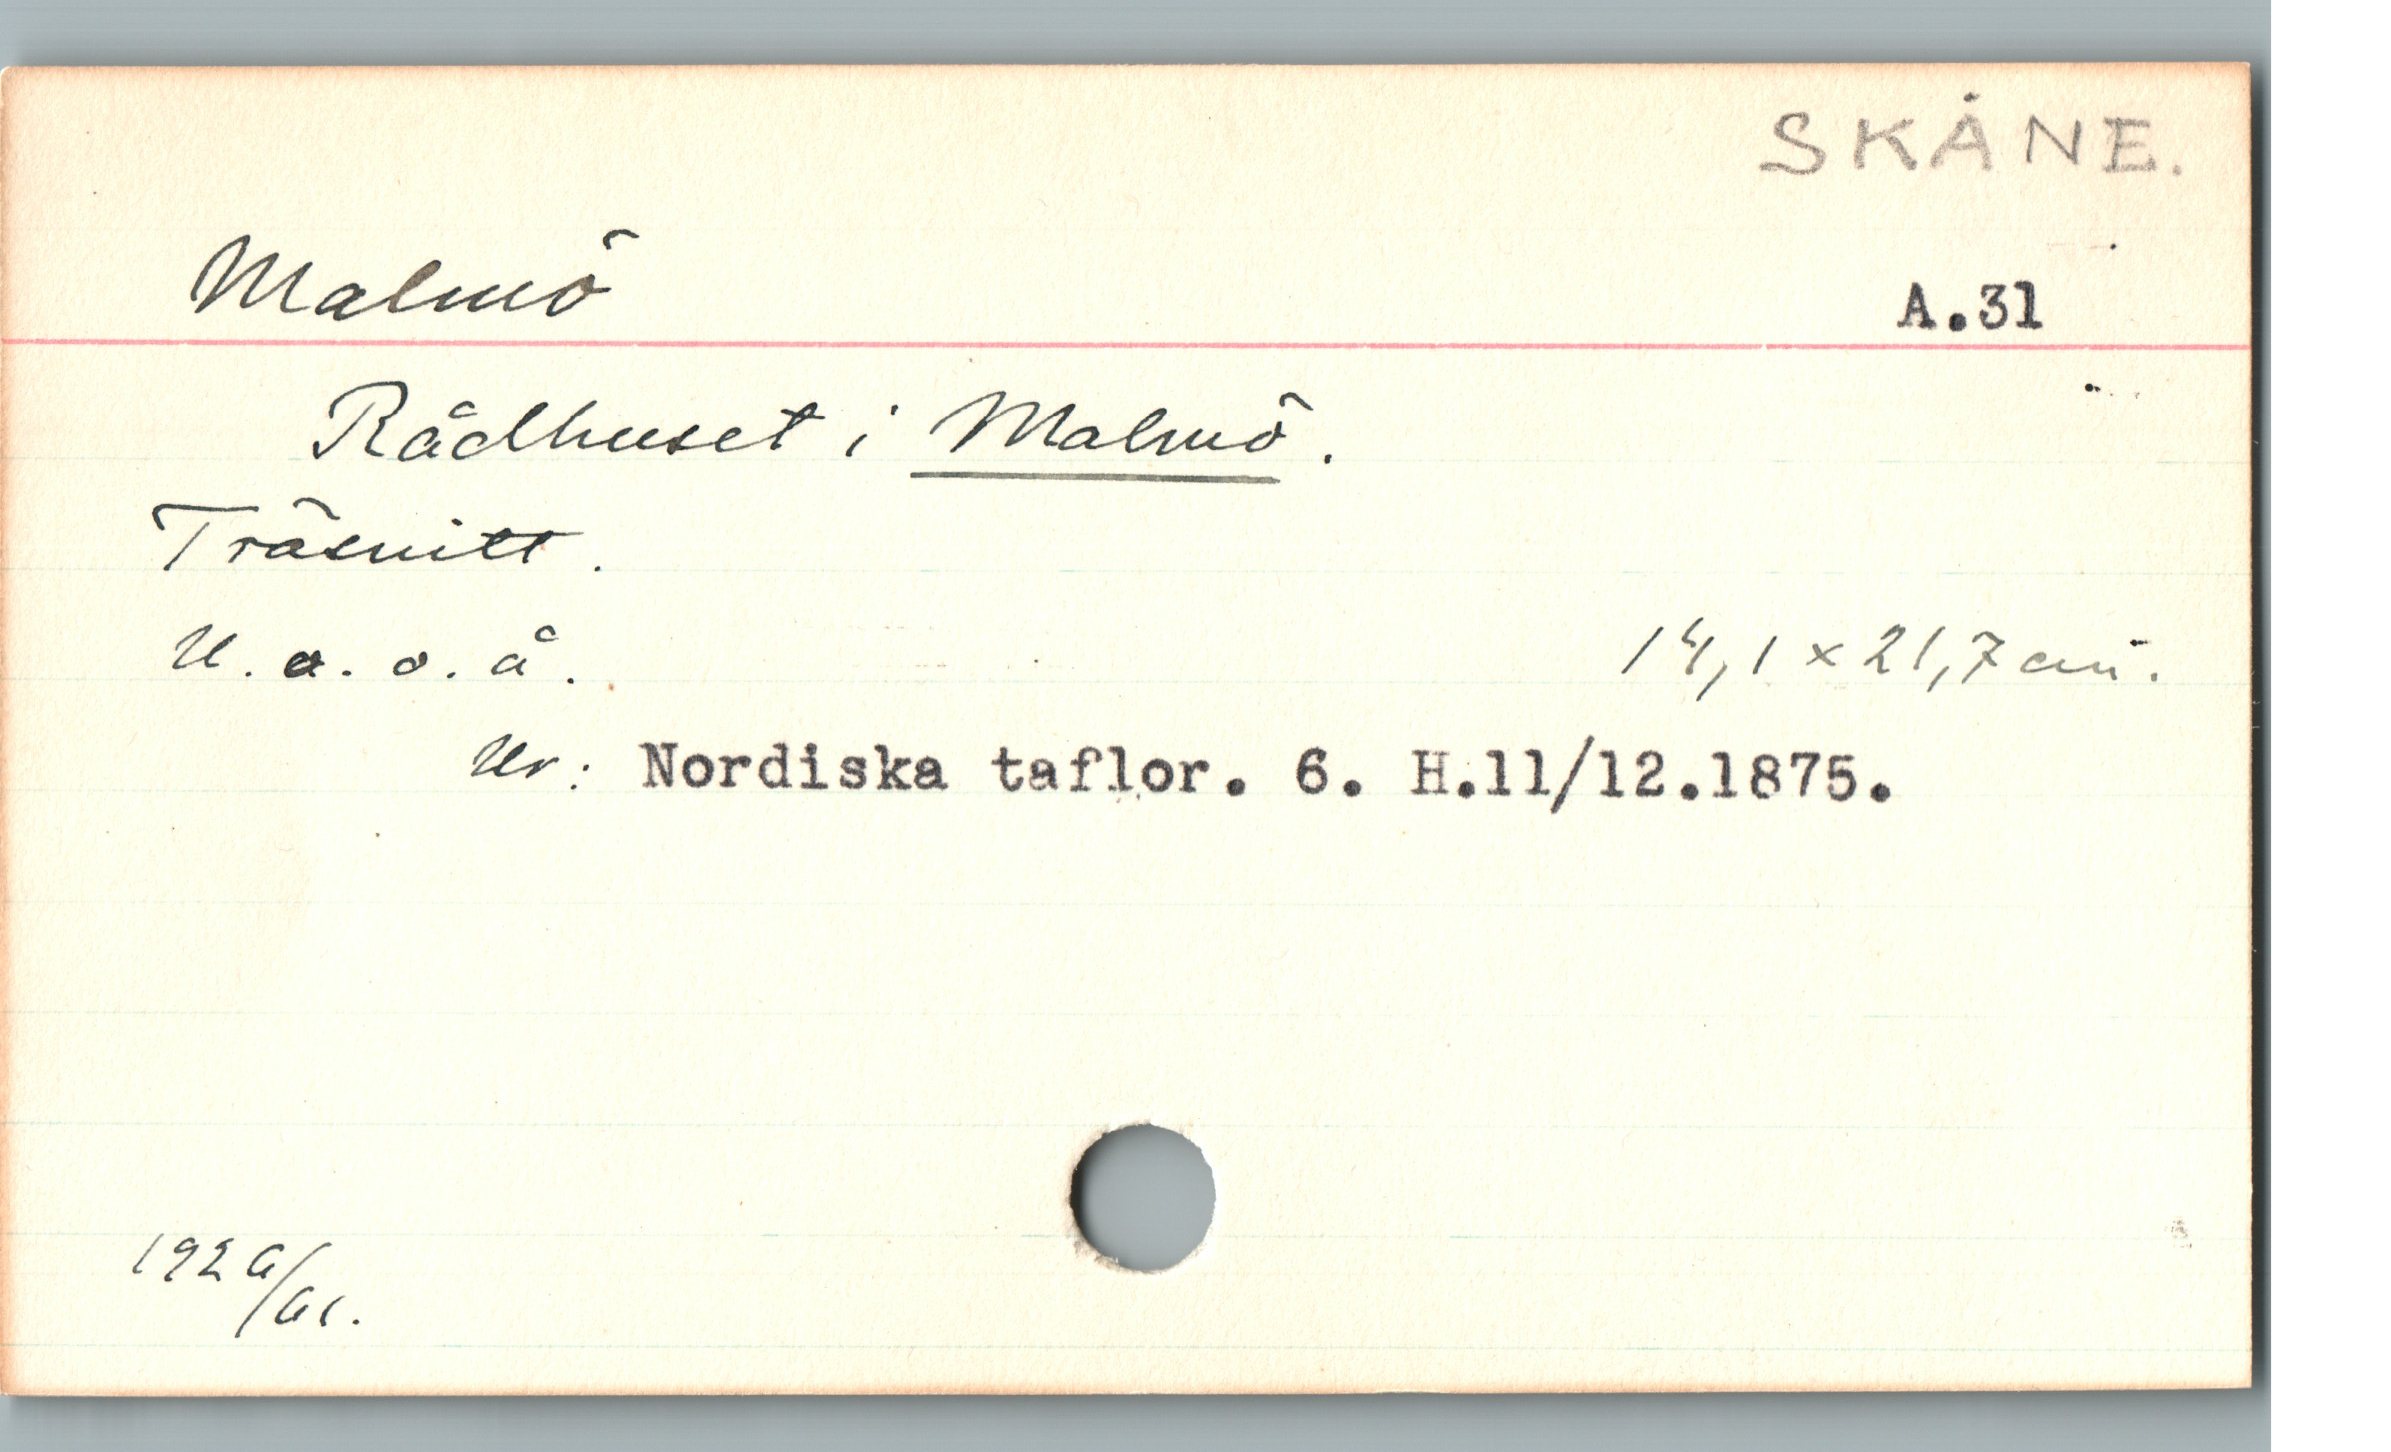 SKÅNE.
Malmö
A.31
Rådhuset i Malmö.
Träsnitt.
U. a. o. å.
14,1 × 21,7 cm.
Ur: Nordiska taflor. 6. H.11/12.1875.
1926/61.